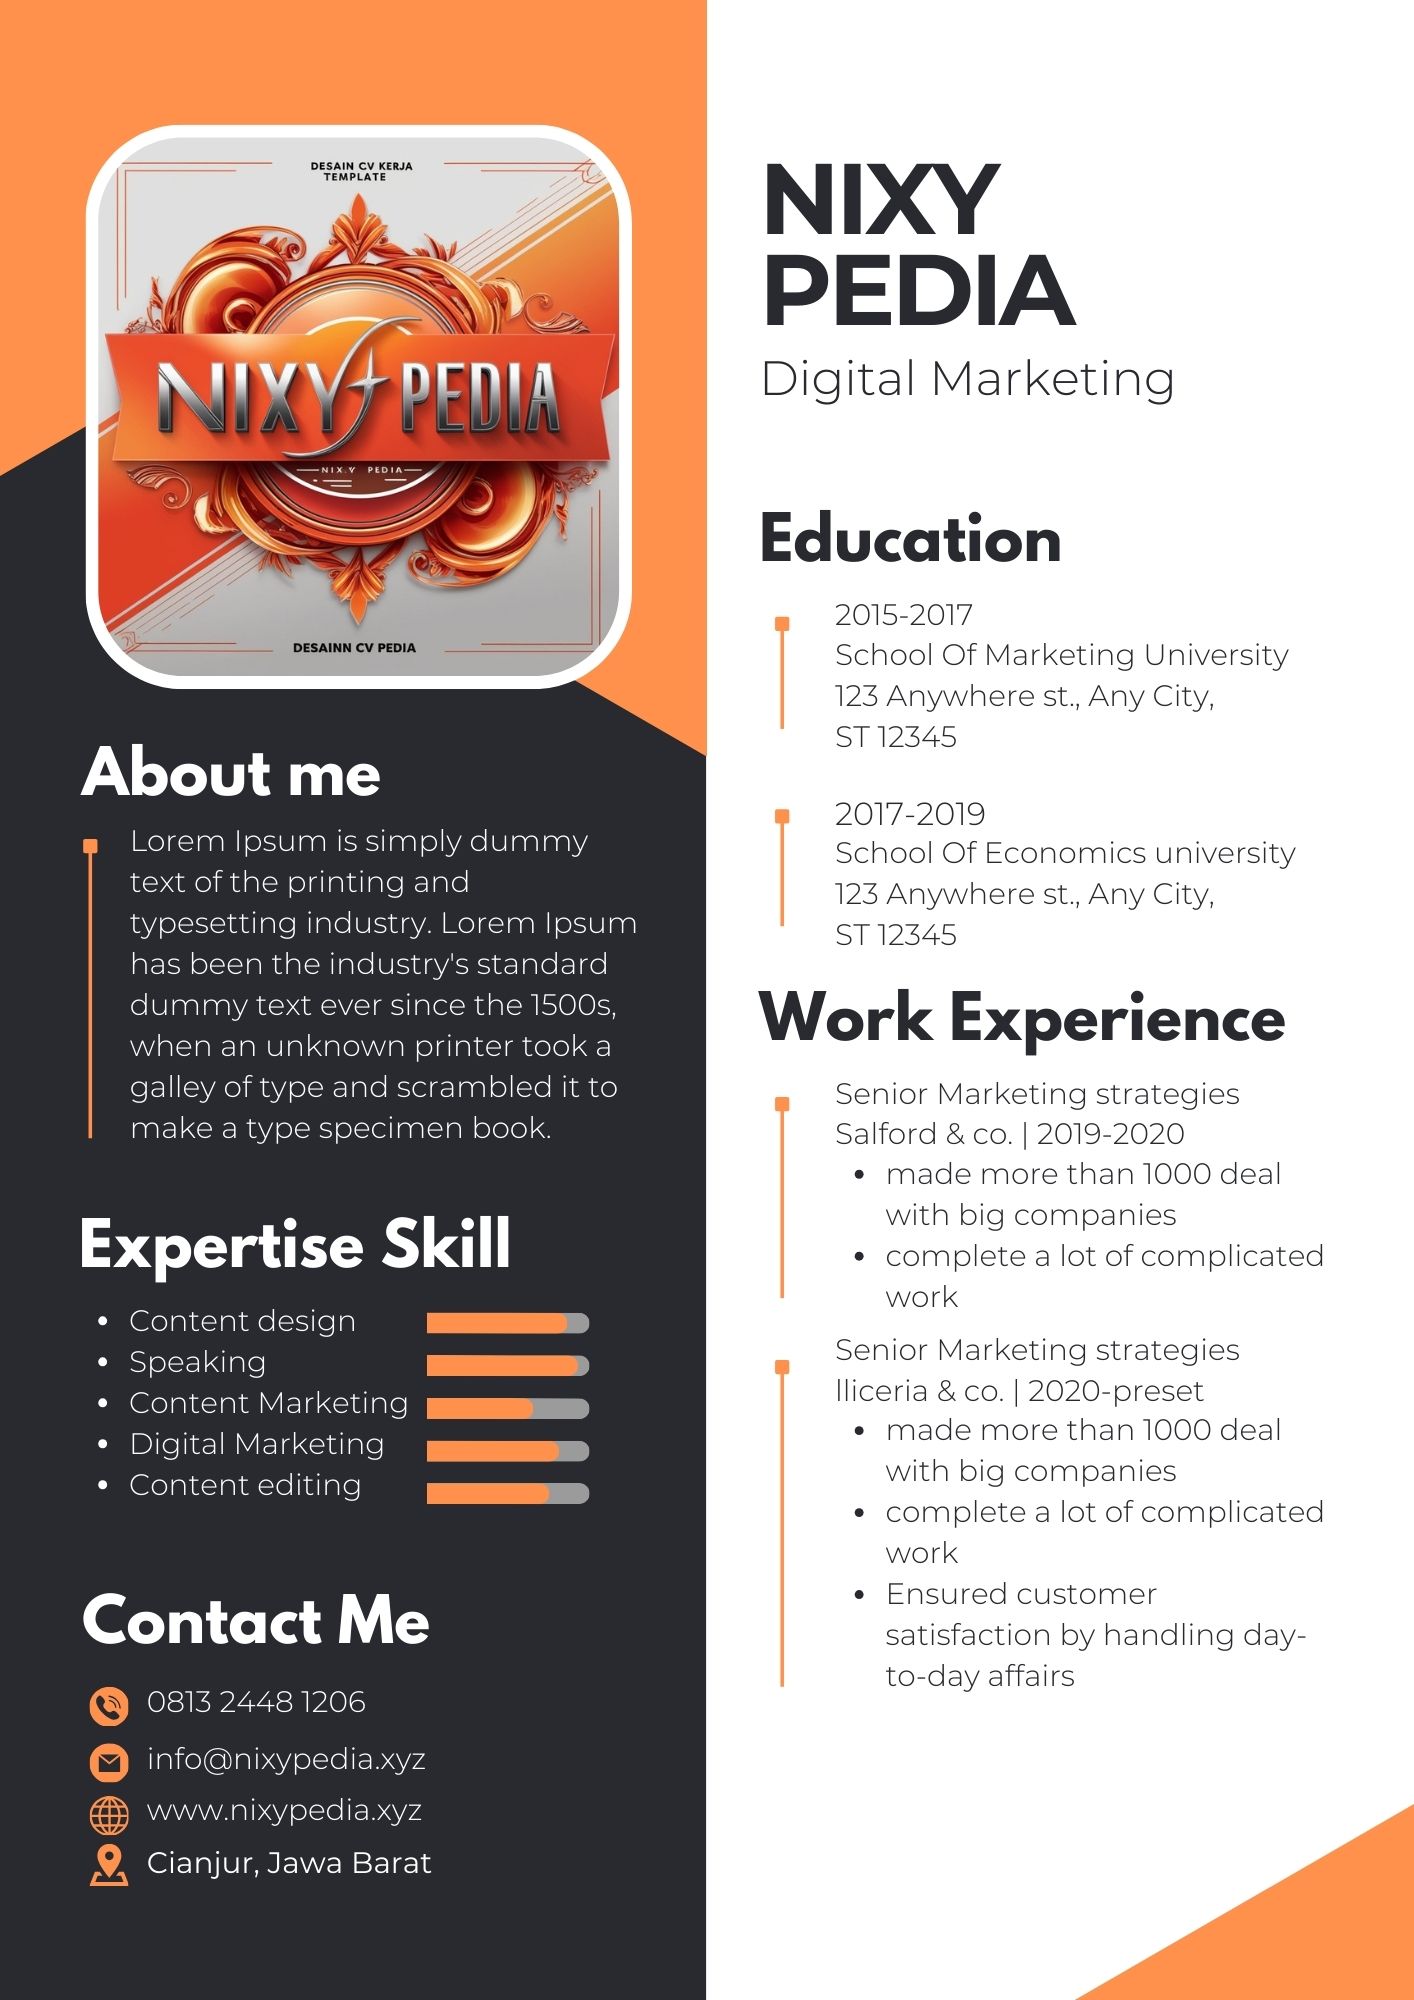 DESAIN CV KERJA
TEMPLATE
NIXY PEDIA
NIX.Y PEDIA
DESAINN CV PEDIA
About me
Lorem Ipsum is simply dummy
text of the printing and
typesetting industry. Lorem Ipsum
has been the industry's standard
dummy text ever since the 1500s,
when an unknown printer took a
galley of type and scrambled it to
make a type specimen book.
Expertise Skill
• Content design
• Speaking
• Content Marketing
• Digital Marketing
• Content editing
Contact Me
0813 2448 1206
info@nixypedia.xyz
www.nixypedia.xyz
Cianjur, Jawa Barat
NIXY
PEDIA
Digital Marketing
Education
2015-2017
School Of Marketing University
123 Anywhere st., Any City,
ST 12345
2017-2019
School Of Economics university
123 Anywhere st., Any City,
ST 12345
Work Experience
Senior Marketing strategies
Salford & co. | 2019-2020
• made more than 1000 deal
with big companies
• complete a lot of complicated
work
Senior Marketing strategies
lliceria & co. | 2020-preset
• made more than 1000 deal
with big companies
• complete a lot of complicated
work
• Ensured customer
satisfaction by handling day-
to-day affairs